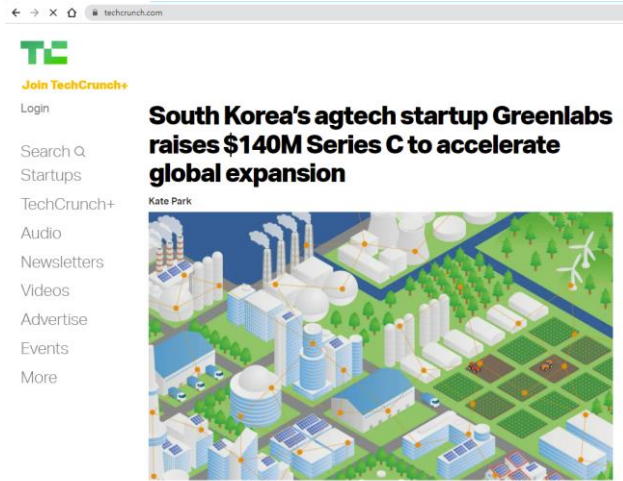 techcrunch.com
TC
Join TechCrunch+
Login
Search
Startups
TechCrunch+
Audio
Newsletters
Videos
Advertise
Events
More
South Korea's agtech startup Greenlabs
raises $140M Series C to accelerate
global expansion
Kate Park